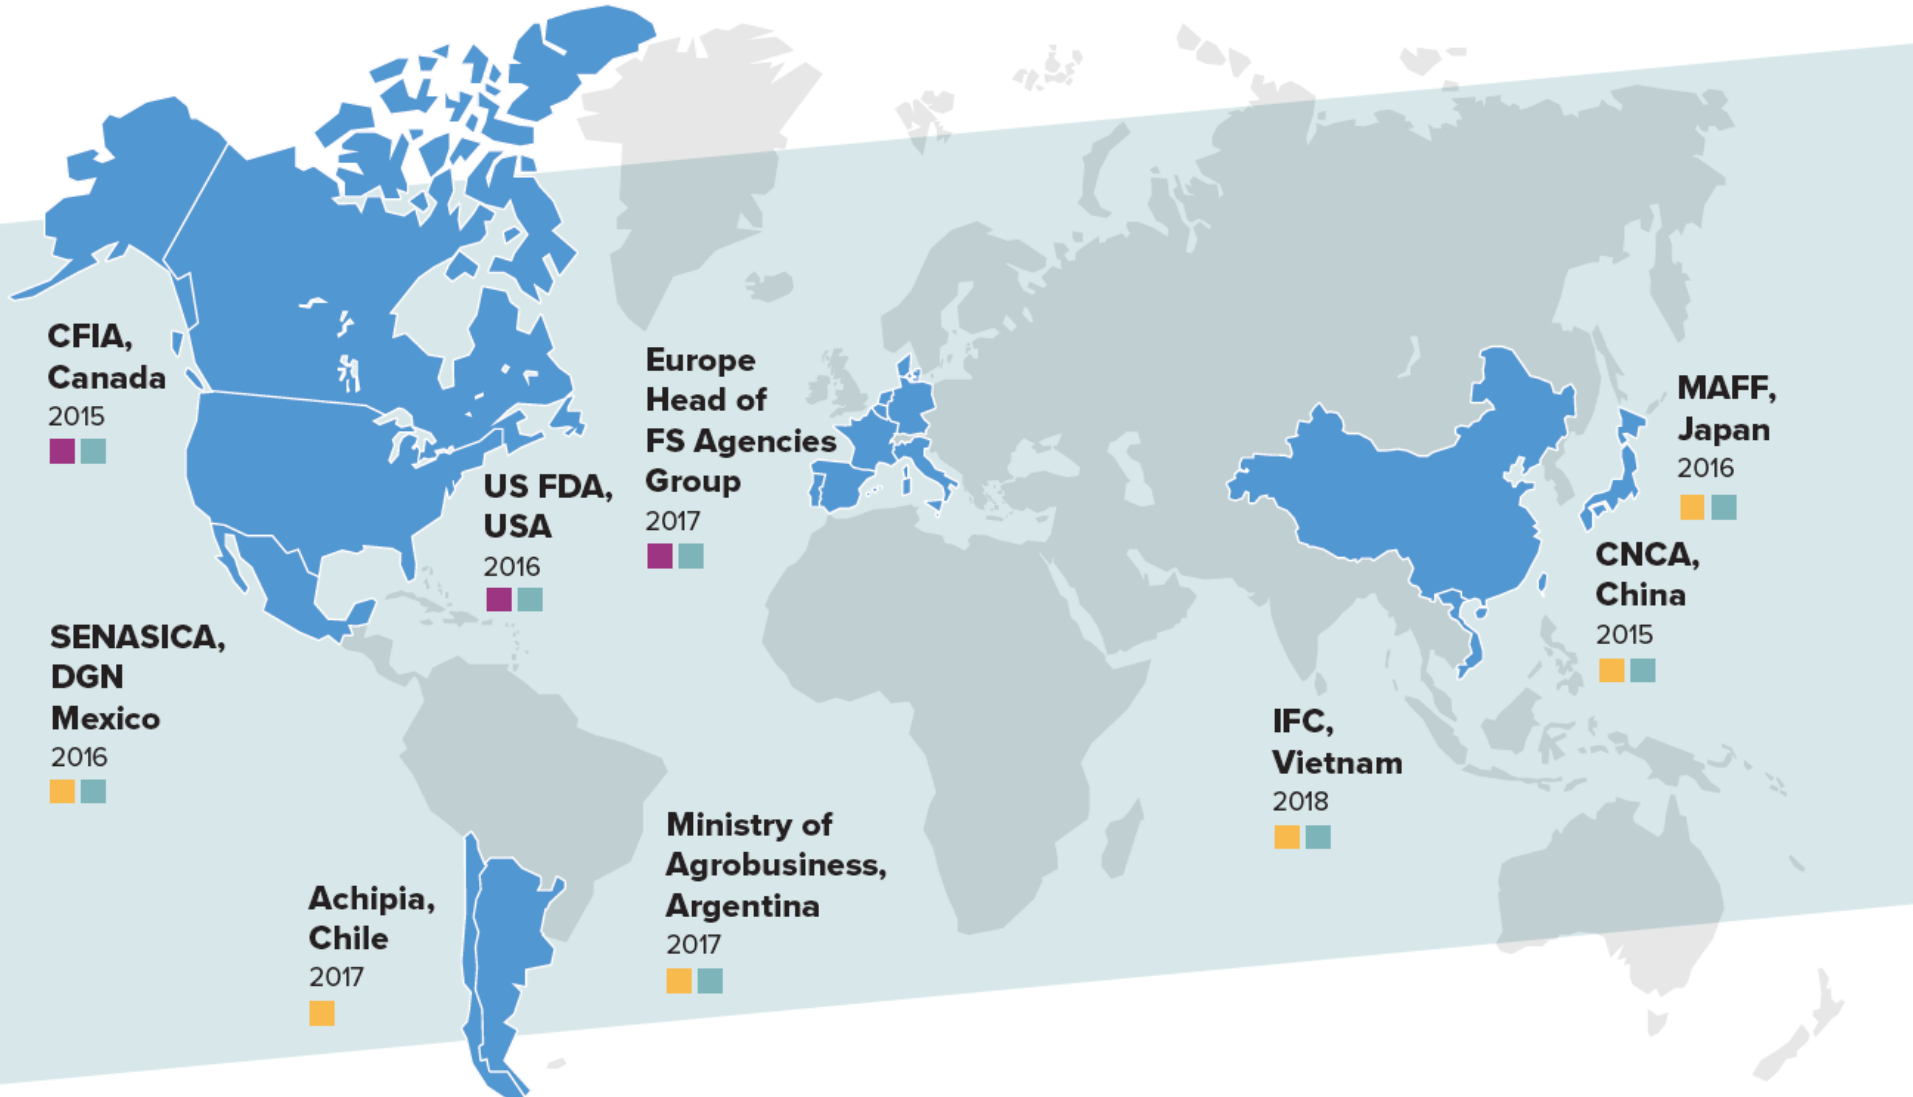 CFIA,
Canada
2015
US FDA,
USA
2016
SENASICA,
DGN
Mexico
2016
Achipia,
Chile
2017
Europe
Head of
FS Agencies
Group
2017
Ministry of
Agrobusiness,
Argentina
2017
IFC,
Vietnam
2018
MAFF,
Japan
2016
CNCA,
China
2015